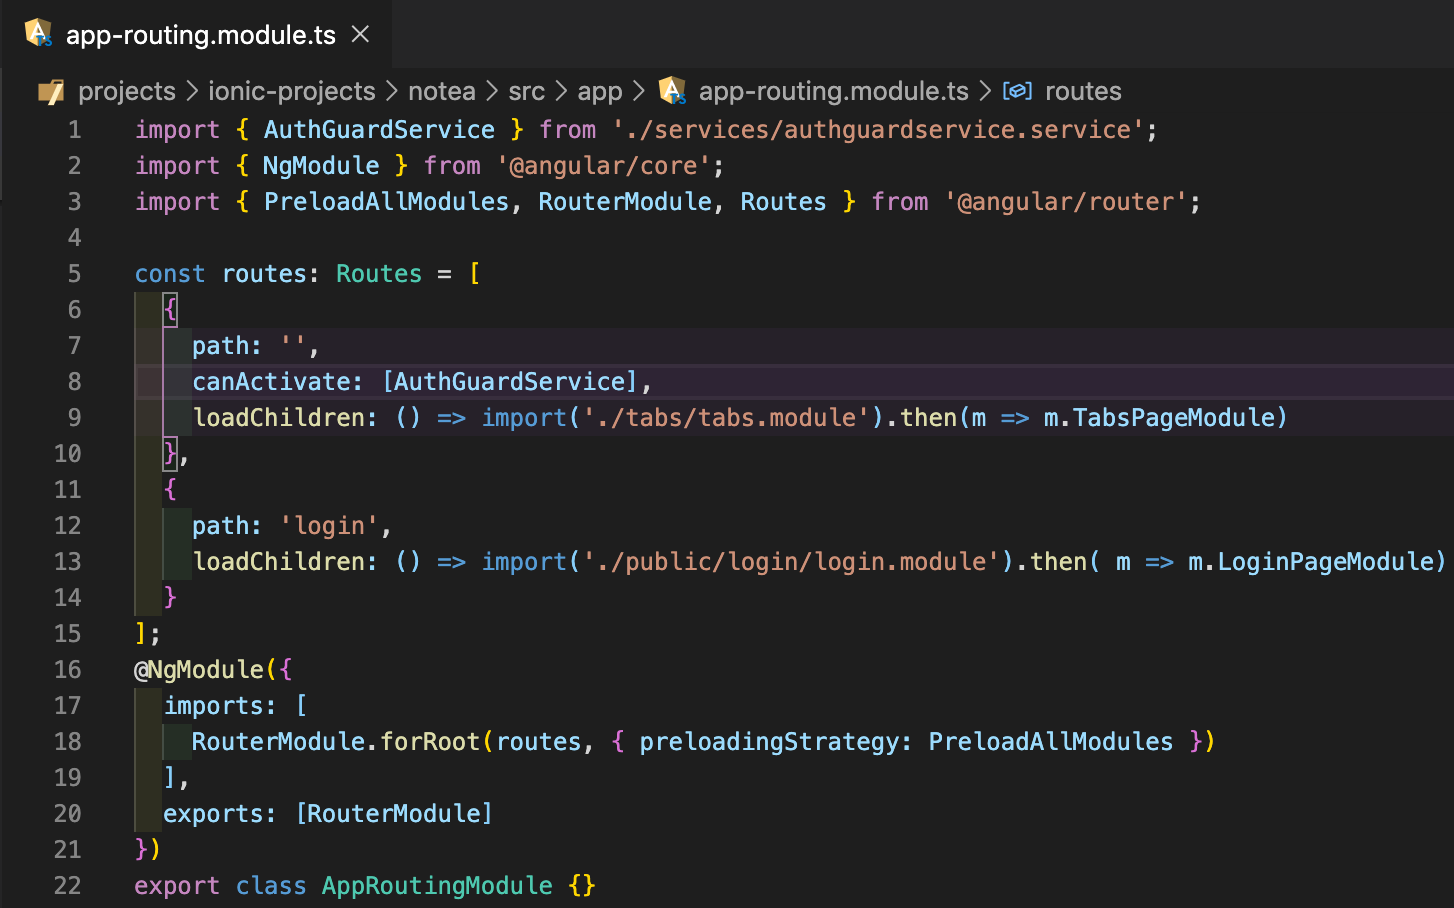 app-routing.module.ts ×
projects > ionic-projects > notea > src > app > app-routing.module.ts > routes
1 import { AuthGuardService } from './services/authguardservice.service';
2 import { NgModule } from '@angular/core';
3 import { PreloadAllModules, RouterModule, Routes } from '@angular/router';
4
5 const routes: Routes = [
6   {
7     path: '',
8     canActivate: [AuthGuardService],
9     loadChildren: () => import('./tabs/tabs.module').then(m => m.TabsPageModule)
10   },
11   {
12     path: 'login',
13     loadChildren: () => import('./public/login/login.module').then( m => m.LoginPageModule)
14   }
15 ];
16 @NgModule({
17   imports: [
18     RouterModule.forRoot(routes, { preloadingStrategy: PreloadAllModules })
19   ],
20   exports: [RouterModule]
21 })
22 export class AppRoutingModule {}